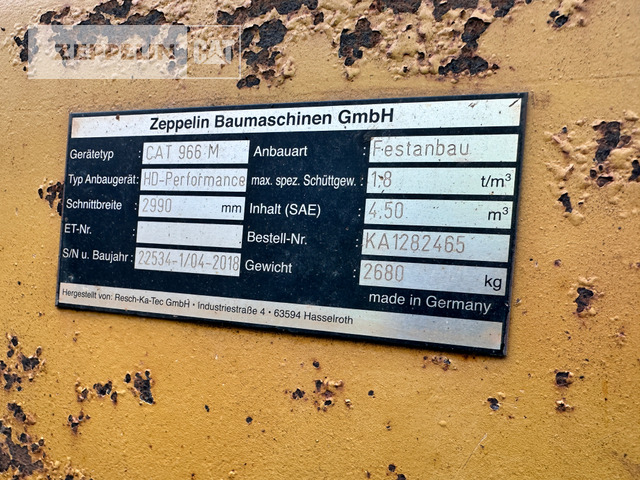 ZEPPELIN CAT
Zeppelin Baumaschinen GmbH
Gerätetyp : CAT 966 M Anbauart : Festanbau
Typ Anbaugerät: HD-Performance max. spez. Schüttgew. : 1,8 t/m³
Schnittbreite : 2990 mm Inhalt (SAE) : 4,50 m³
ET-Nr. : Bestell-Nr. : KA1282465
S/N u. Baujahr : 22534-1/04-2018 Gewicht : 2680 kg
made in Germany
Hergestellt von: Resch-Ka-Tec GmbH • Industriestraße 4 • 63594 Hasselroth